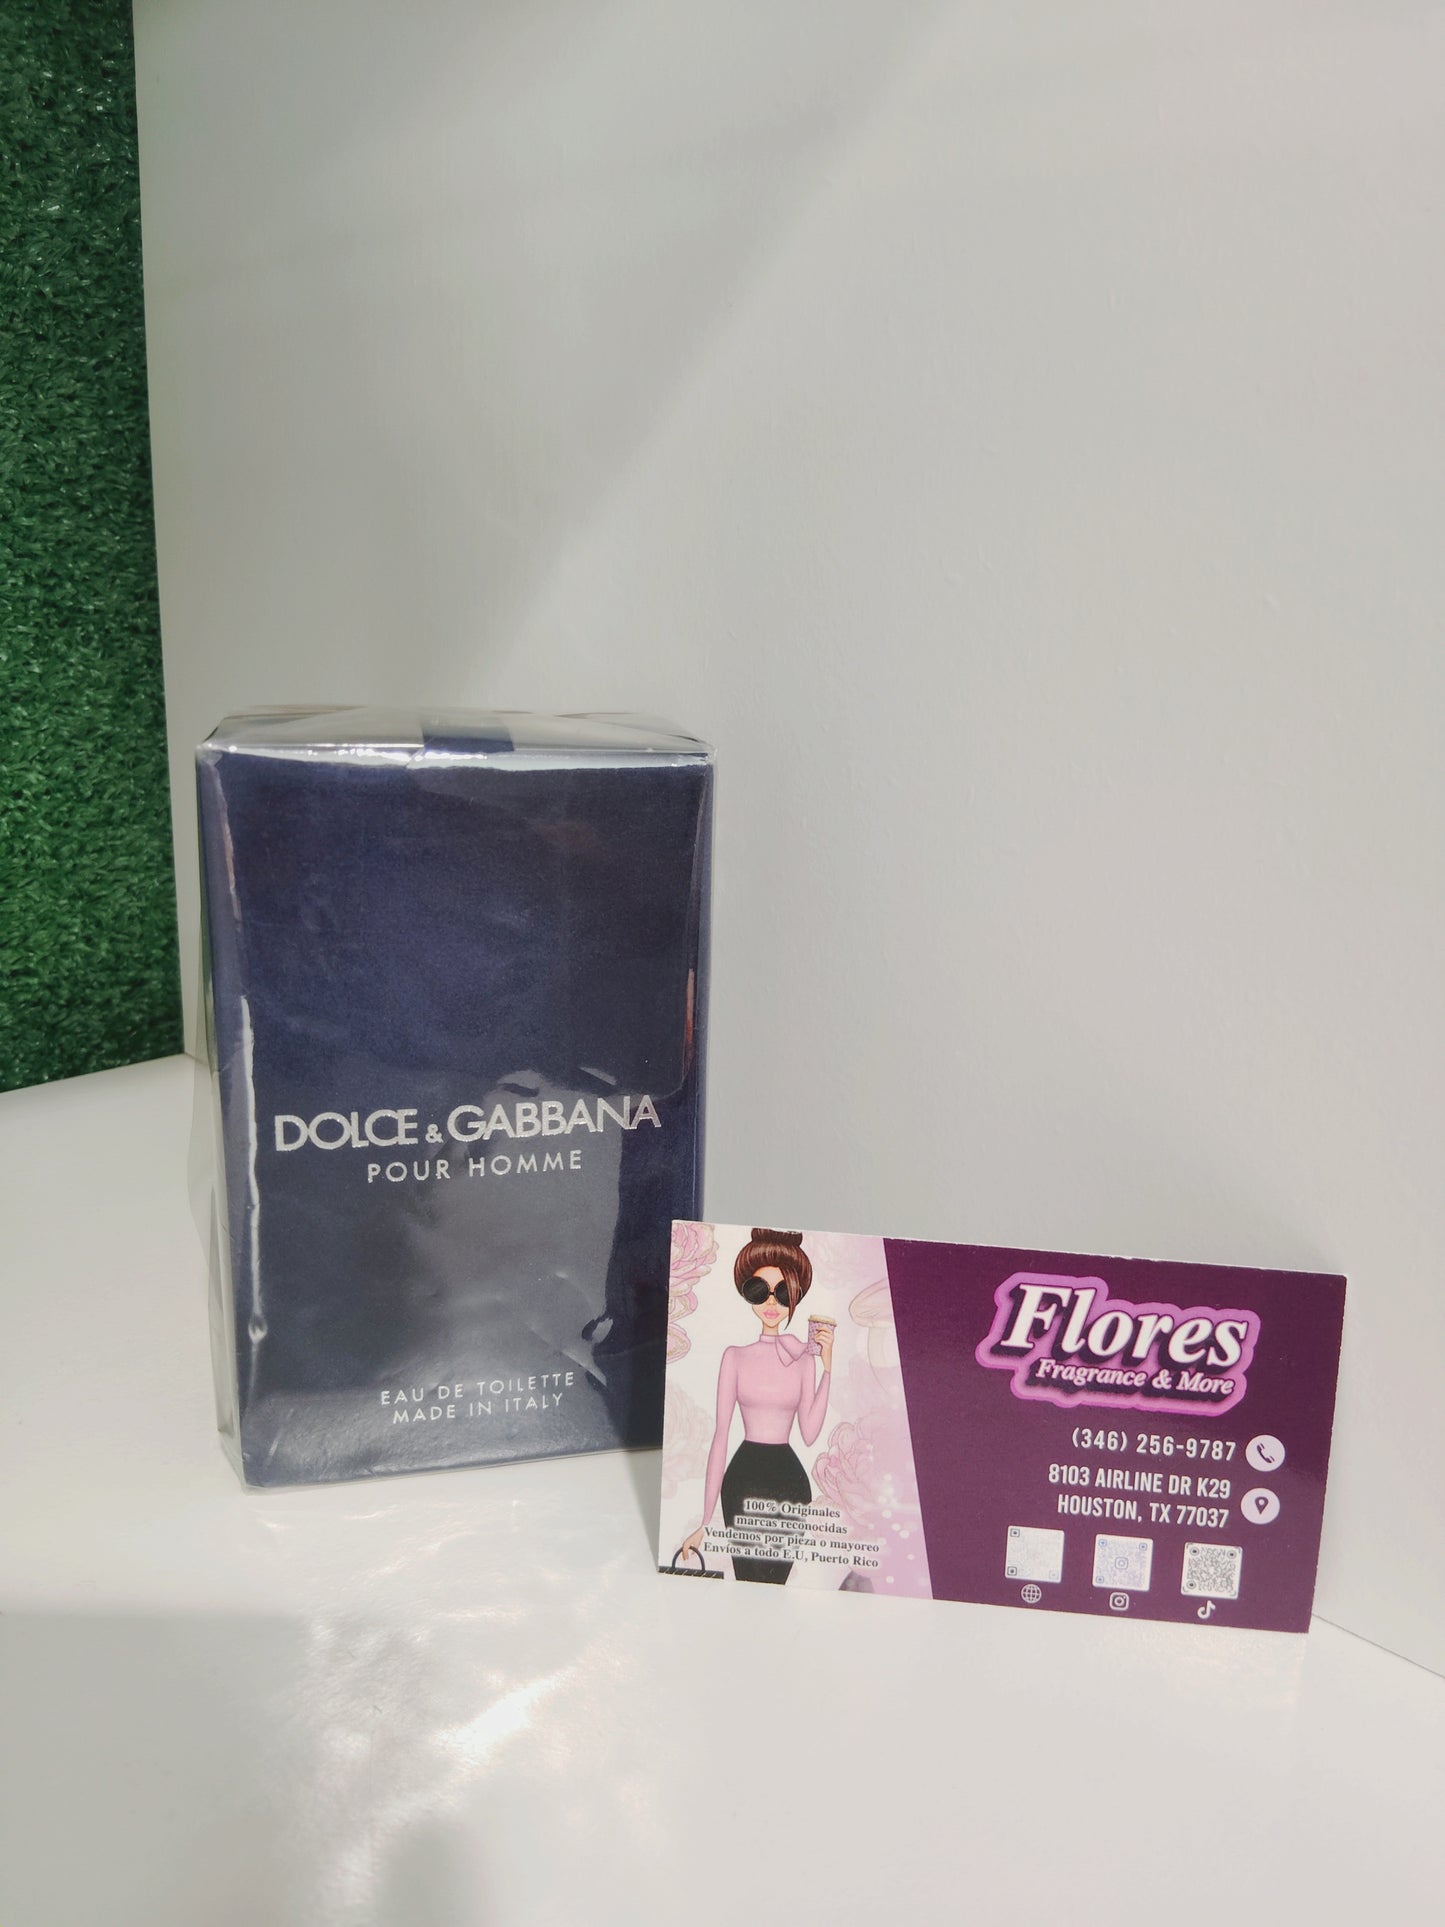 DOLCE & GABBANA
POUR HOMME
EAU DE TOILETTE
MADE IN ITALY
Flores
Fragrance & More
(346) 256-9787
8103 AIRLINE DR K29
HOUSTON, TX 77037
100% Originales
marcas reconocidas
Vendemos por pieza o mayoreo
Envíos a todo E.U, Puerto Rico